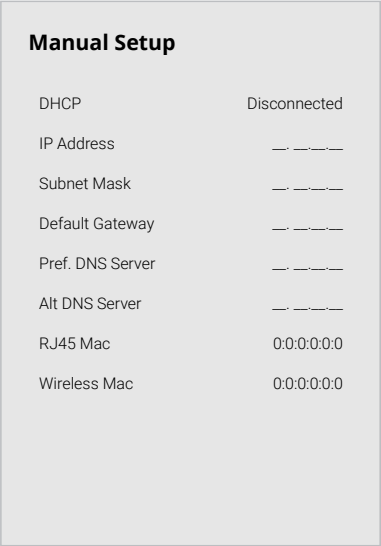 Manual Setup
DHCP Disconnected
IP Address __. __.__.__
Subnet Mask __. __.__.__
Default Gateway __. __.__.__
Pref. DNS Server __. __.__.__
Alt DNS Server __. __.__.__
RJ45 Mac 0:0:0:0:0:0
Wireless Mac 0:0:0:0:0:0